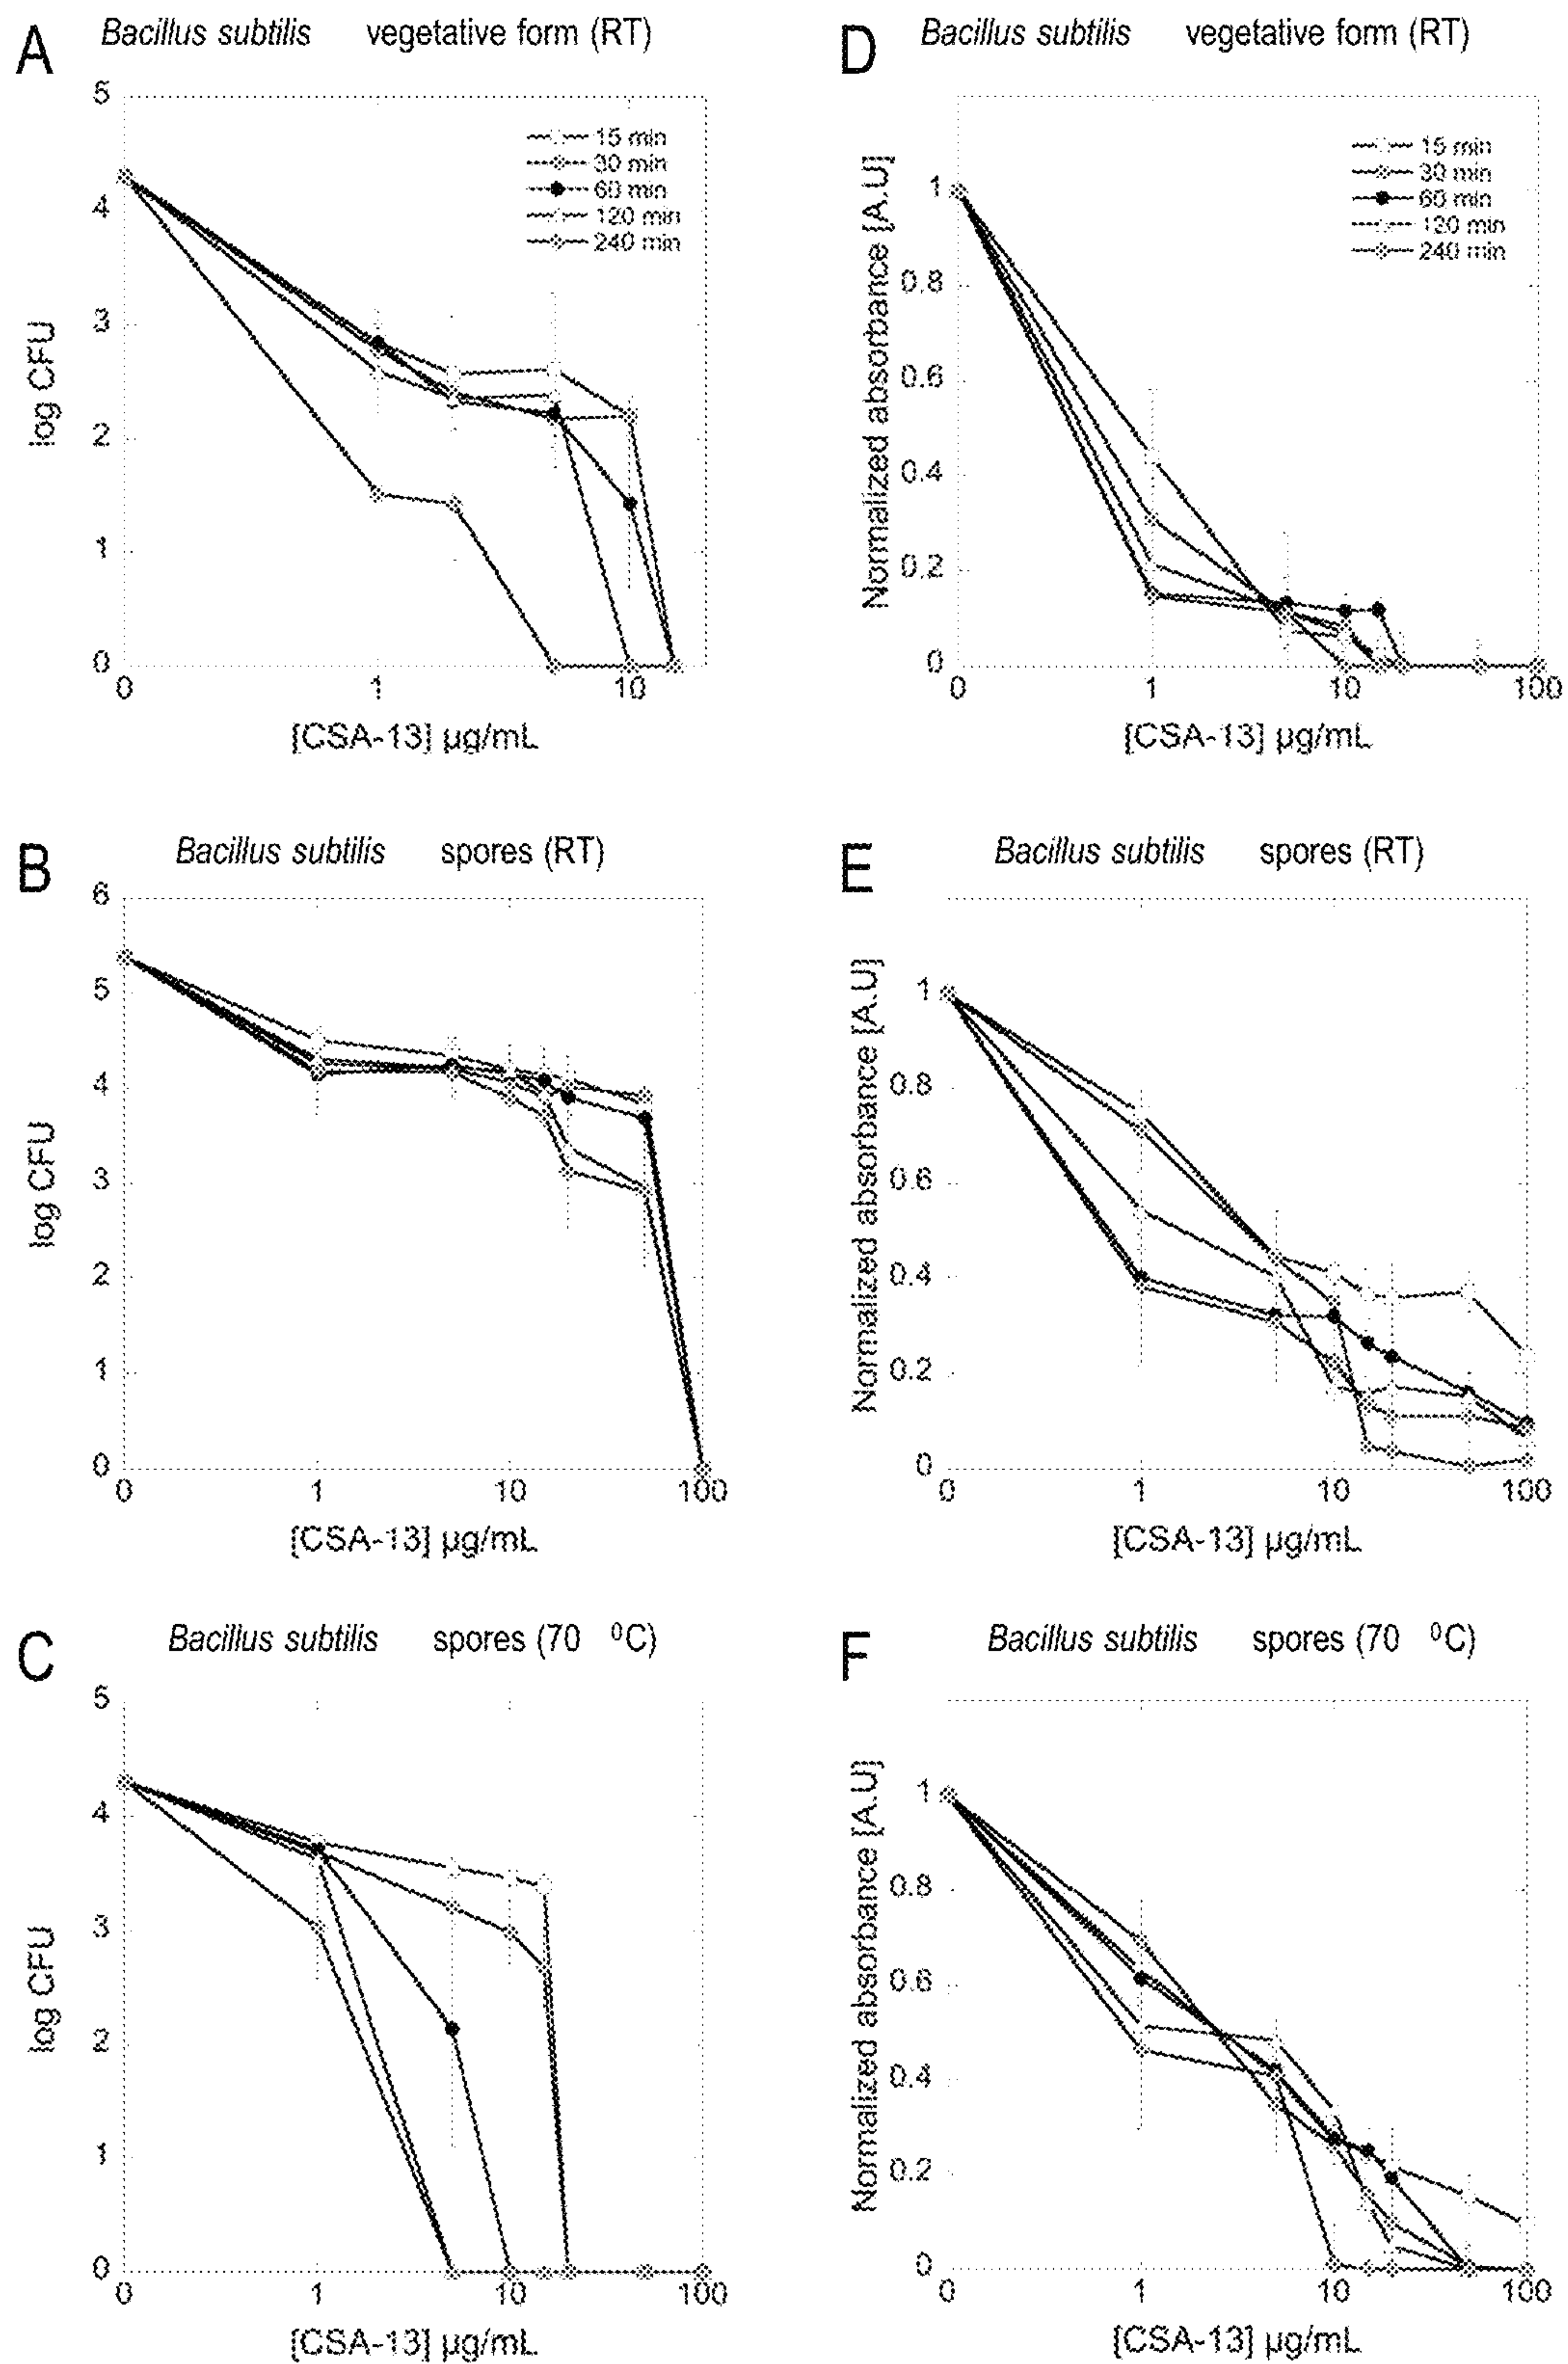 A Bacillus subtilis vegetative form (RT)
5
4
3
2
1
0
log CFU
15 min
30 min
60 min
120 min
240 min
0 1 10
[CSA-13] µg/mL
D Bacillus subtilis vegetative form (RT)
1
0.8
0.6
0.4
0.2
0
Normalized absorbance [A.U]
15 min
30 min
60 min
120 min
240 min
0 1 10 100
[CSA-13] µg/mL
B Bacillus subtilis spores (RT)
6
5
4
3
2
1
0
log CFU
0 1 10 100
[CSA-13] µg/mL
E Bacillus subtilis spores (RT)
1
0.8
0.6
0.4
0.2
0
Normalized absorbance [A.U]
0 1 10 100
[CSA-13] µg/mL
C Bacillus subtilis spores (70 ⁰C)
5
4
3
2
1
0
log CFU
0 1 10 100
[CSA-13] µg/mL
F Bacillus subtilis spores (70 ⁰C)
1
0.8
0.6
0.4
0.2
0
Normalized absorbance [A.U]
0 1 10 100
[CSA-13] µg/mL